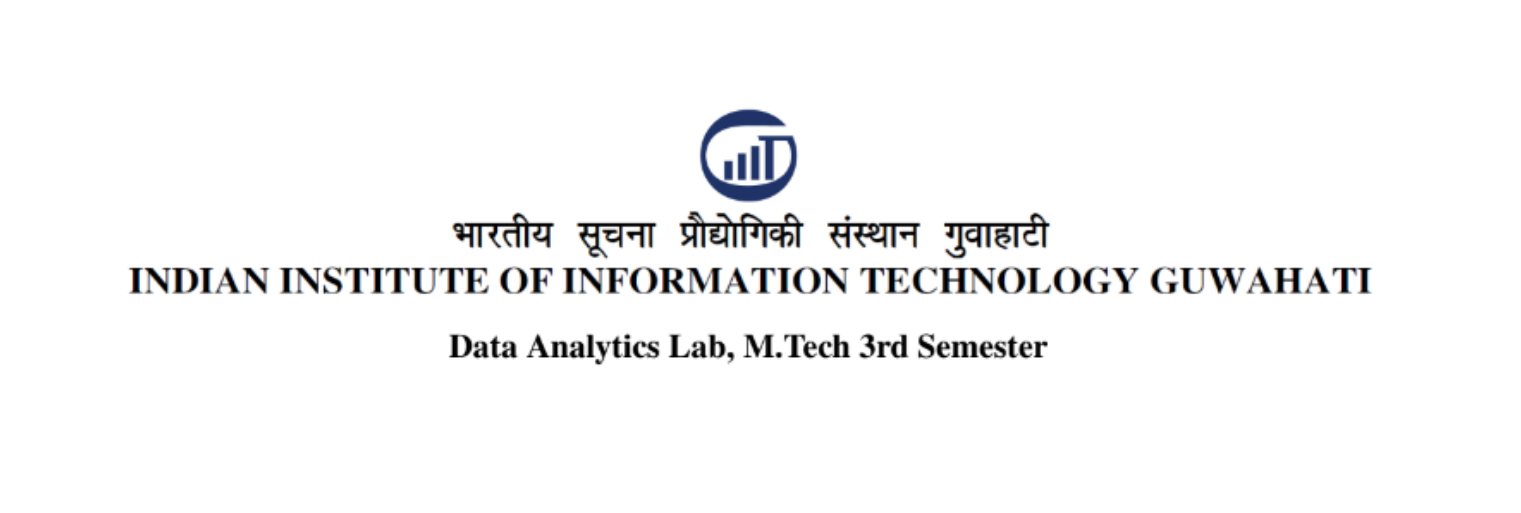 भारतीय सूचना प्रौद्योगिकी संस्थान गुवाहाटी
INDIAN INSTITUTE OF INFORMATION TECHNOLOGY GUWAHATI
Data Analytics Lab, M.Tech 3rd Semester